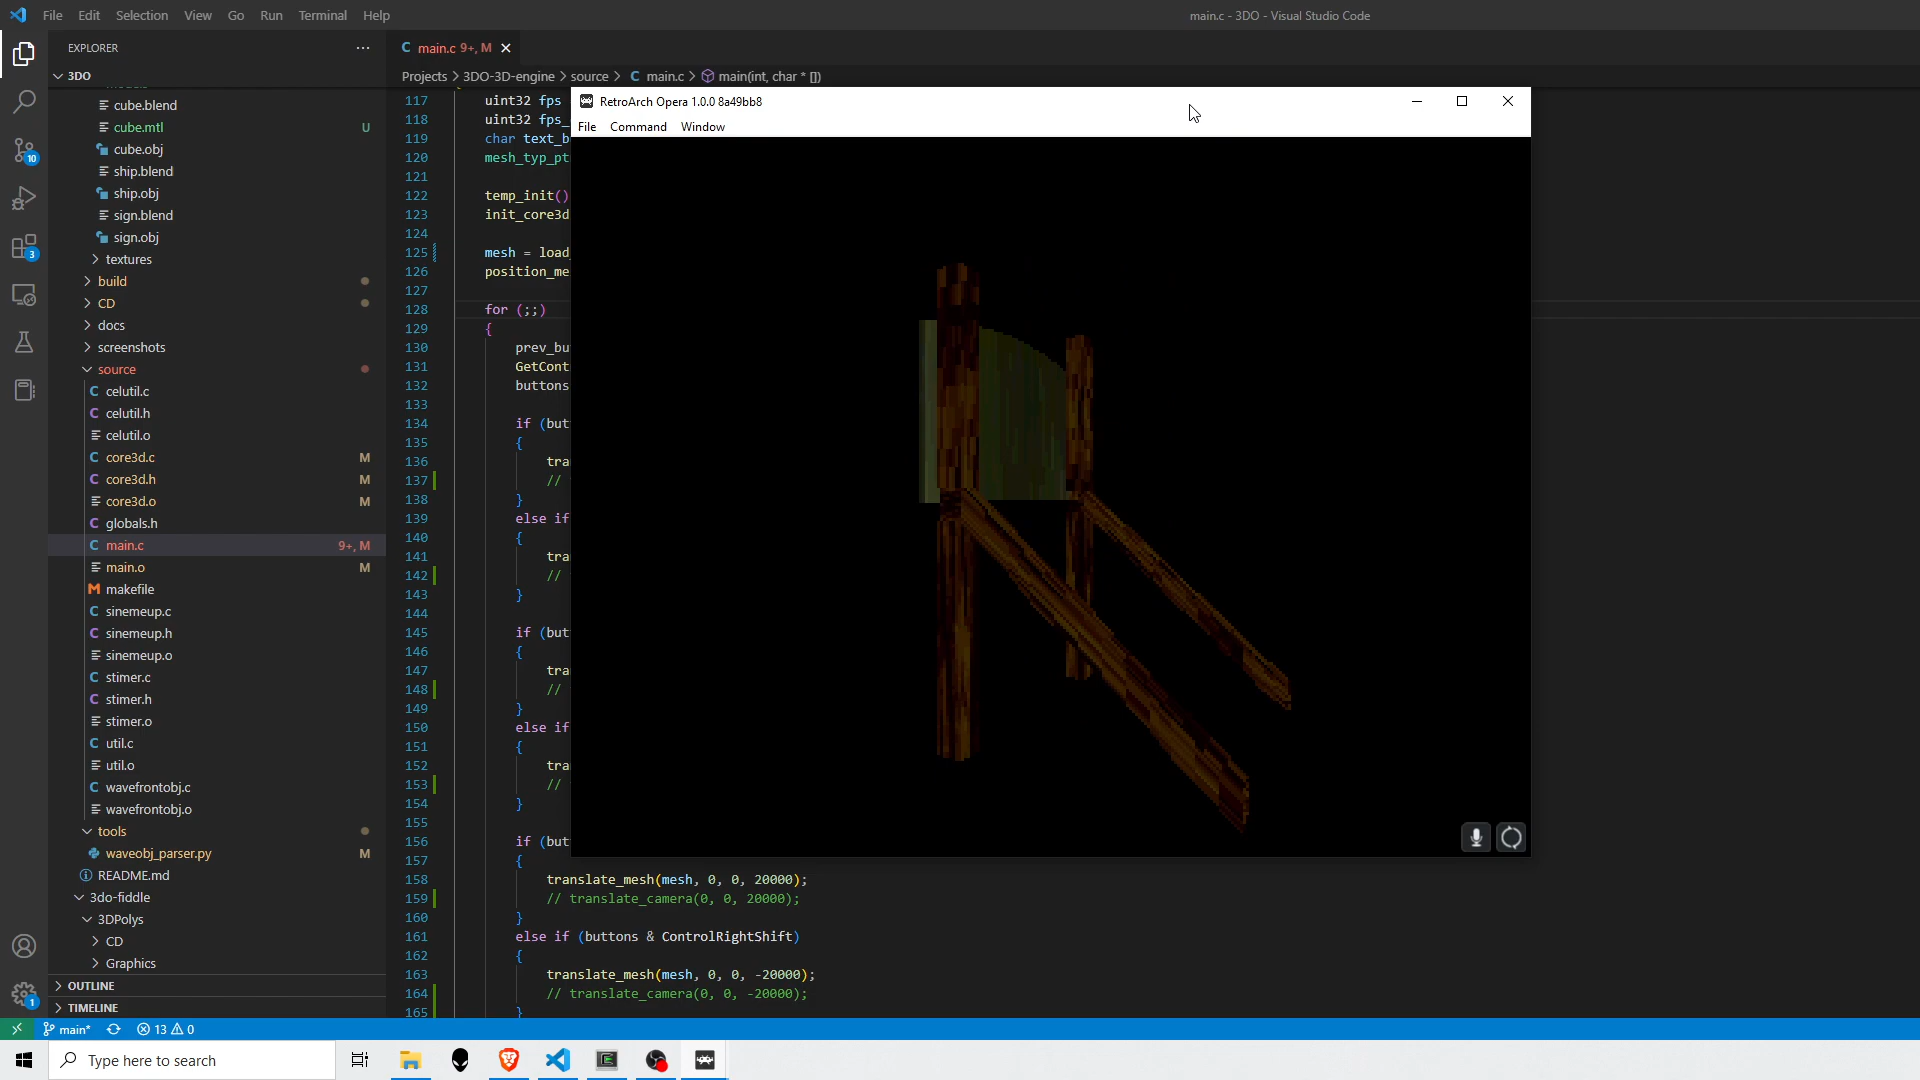 File Edit Selection View Go Run Terminal Help
main.c - 3DO - Visual Studio Code
EXPLORER
3DO
cube.blend
cube.mtl U
cube.obj
ship.blend
ship.obj
sign.blend
sign.obj
textures
build
CD
docs
screenshots
source
celutil.c
celutil.h
celutil.o
core3d.c M
core3d.h M
core3d.o M
globals.h
main.c 9+, M
main.o M
makefile
sinemeup.c
sinemeup.h
sinemeup.o
stimer.c
stimer.h
stimer.o
util.c
util.o
wavefrontobj.c
wavefrontobj.o
tools
waveobj_parser.py M
README.md
3do-fiddle
3DPolys
CD
Graphics
OUTLINE
TIMELINE
10
3
1
C main.c 9+, M
Projects > 3DO-3D-engine > source > C main.c > main(int, char * [])
117 uint32 fps
118 uint32 fps_
119 char text_b
120 mesh_typ_pt
121
122 temp_init()
123 init_core3d
124
125 mesh = load_
126 position_me
127
128 for (;;)
129 {
130 prev_bu
131 GetCont
132 buttons
133
134 if (but
135 {
136 tra
137 //
138 }
139 else if
140 {
141 tra
142 //
143 }
144
145 if (but
146 {
147 tra
148 //
149 }
150 else if
151 {
152 tra
153 //
154 }
155
156 if (but
157 {
158 translate_mesh(mesh, 0, 0, 20000);
159 // translate_camera(0, 0, 20000);
160 }
161 else if (buttons & ControlRightShift)
162 {
163 translate_mesh(mesh, 0, 0, -20000);
164 // translate_camera(0, 0, -20000);
165 }
RetroArch Opera 1.0.0 8a49bb8
File Command Window
main* 13 0
Type here to search